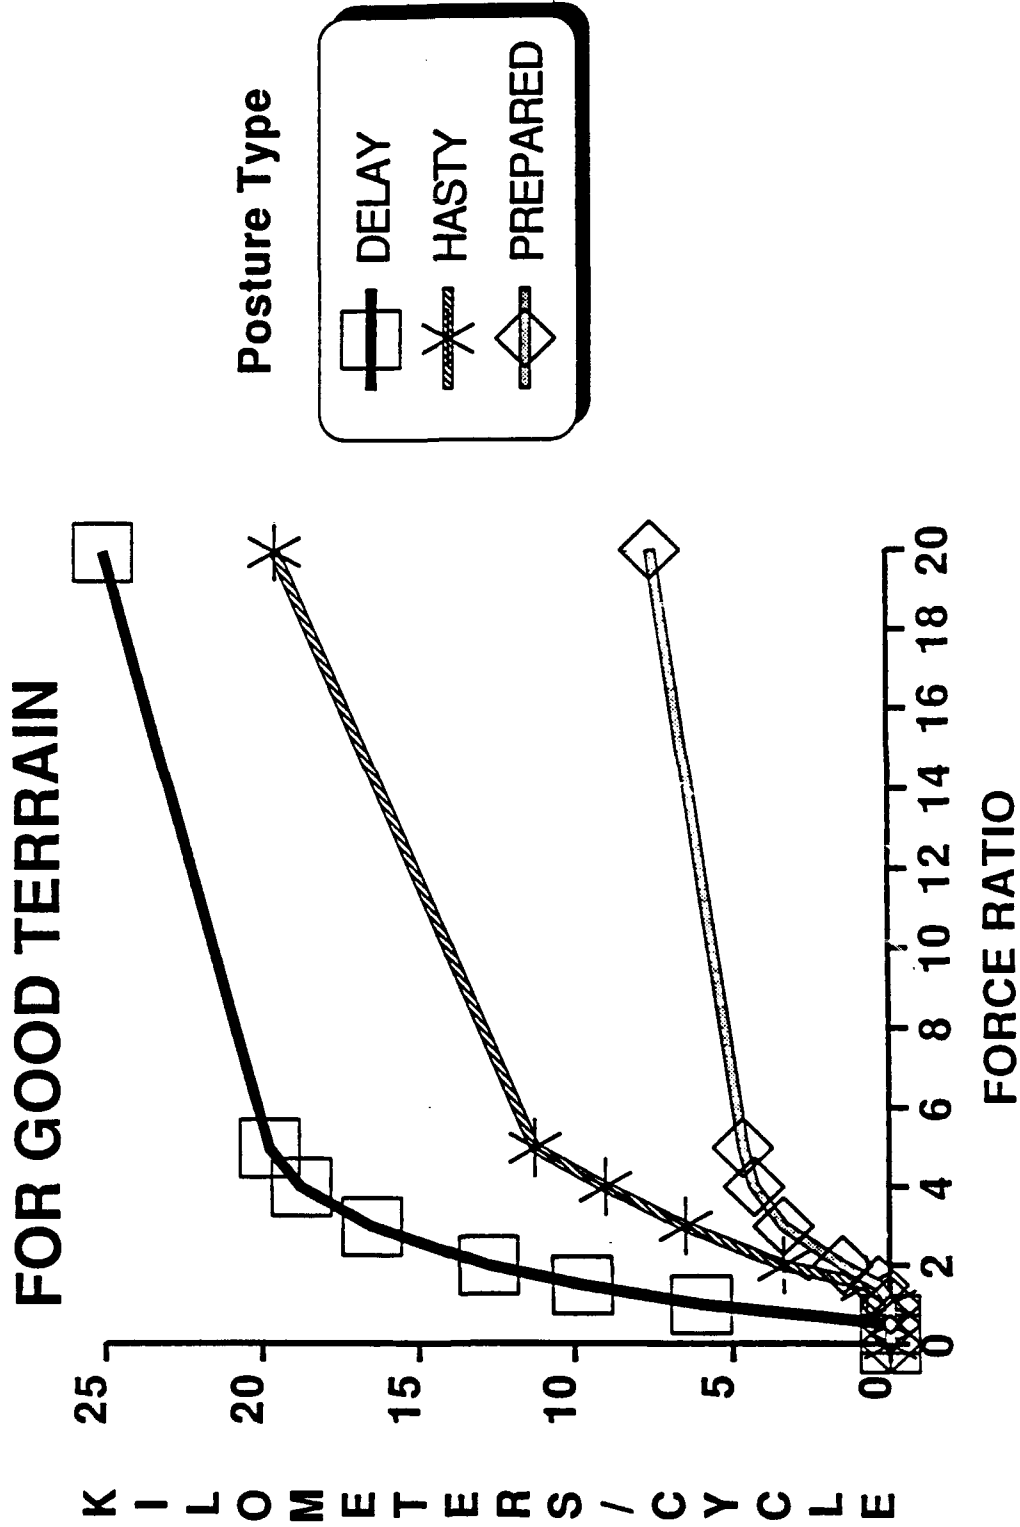 FOR GOOD TERRAIN
KILOMETERS/CYCLE
25
20
15
10
5
0
0 2 4 6 8 10 12 14 16 18 20
FORCE RATIO
Posture Type
DELAY
HASTY
PREPARED